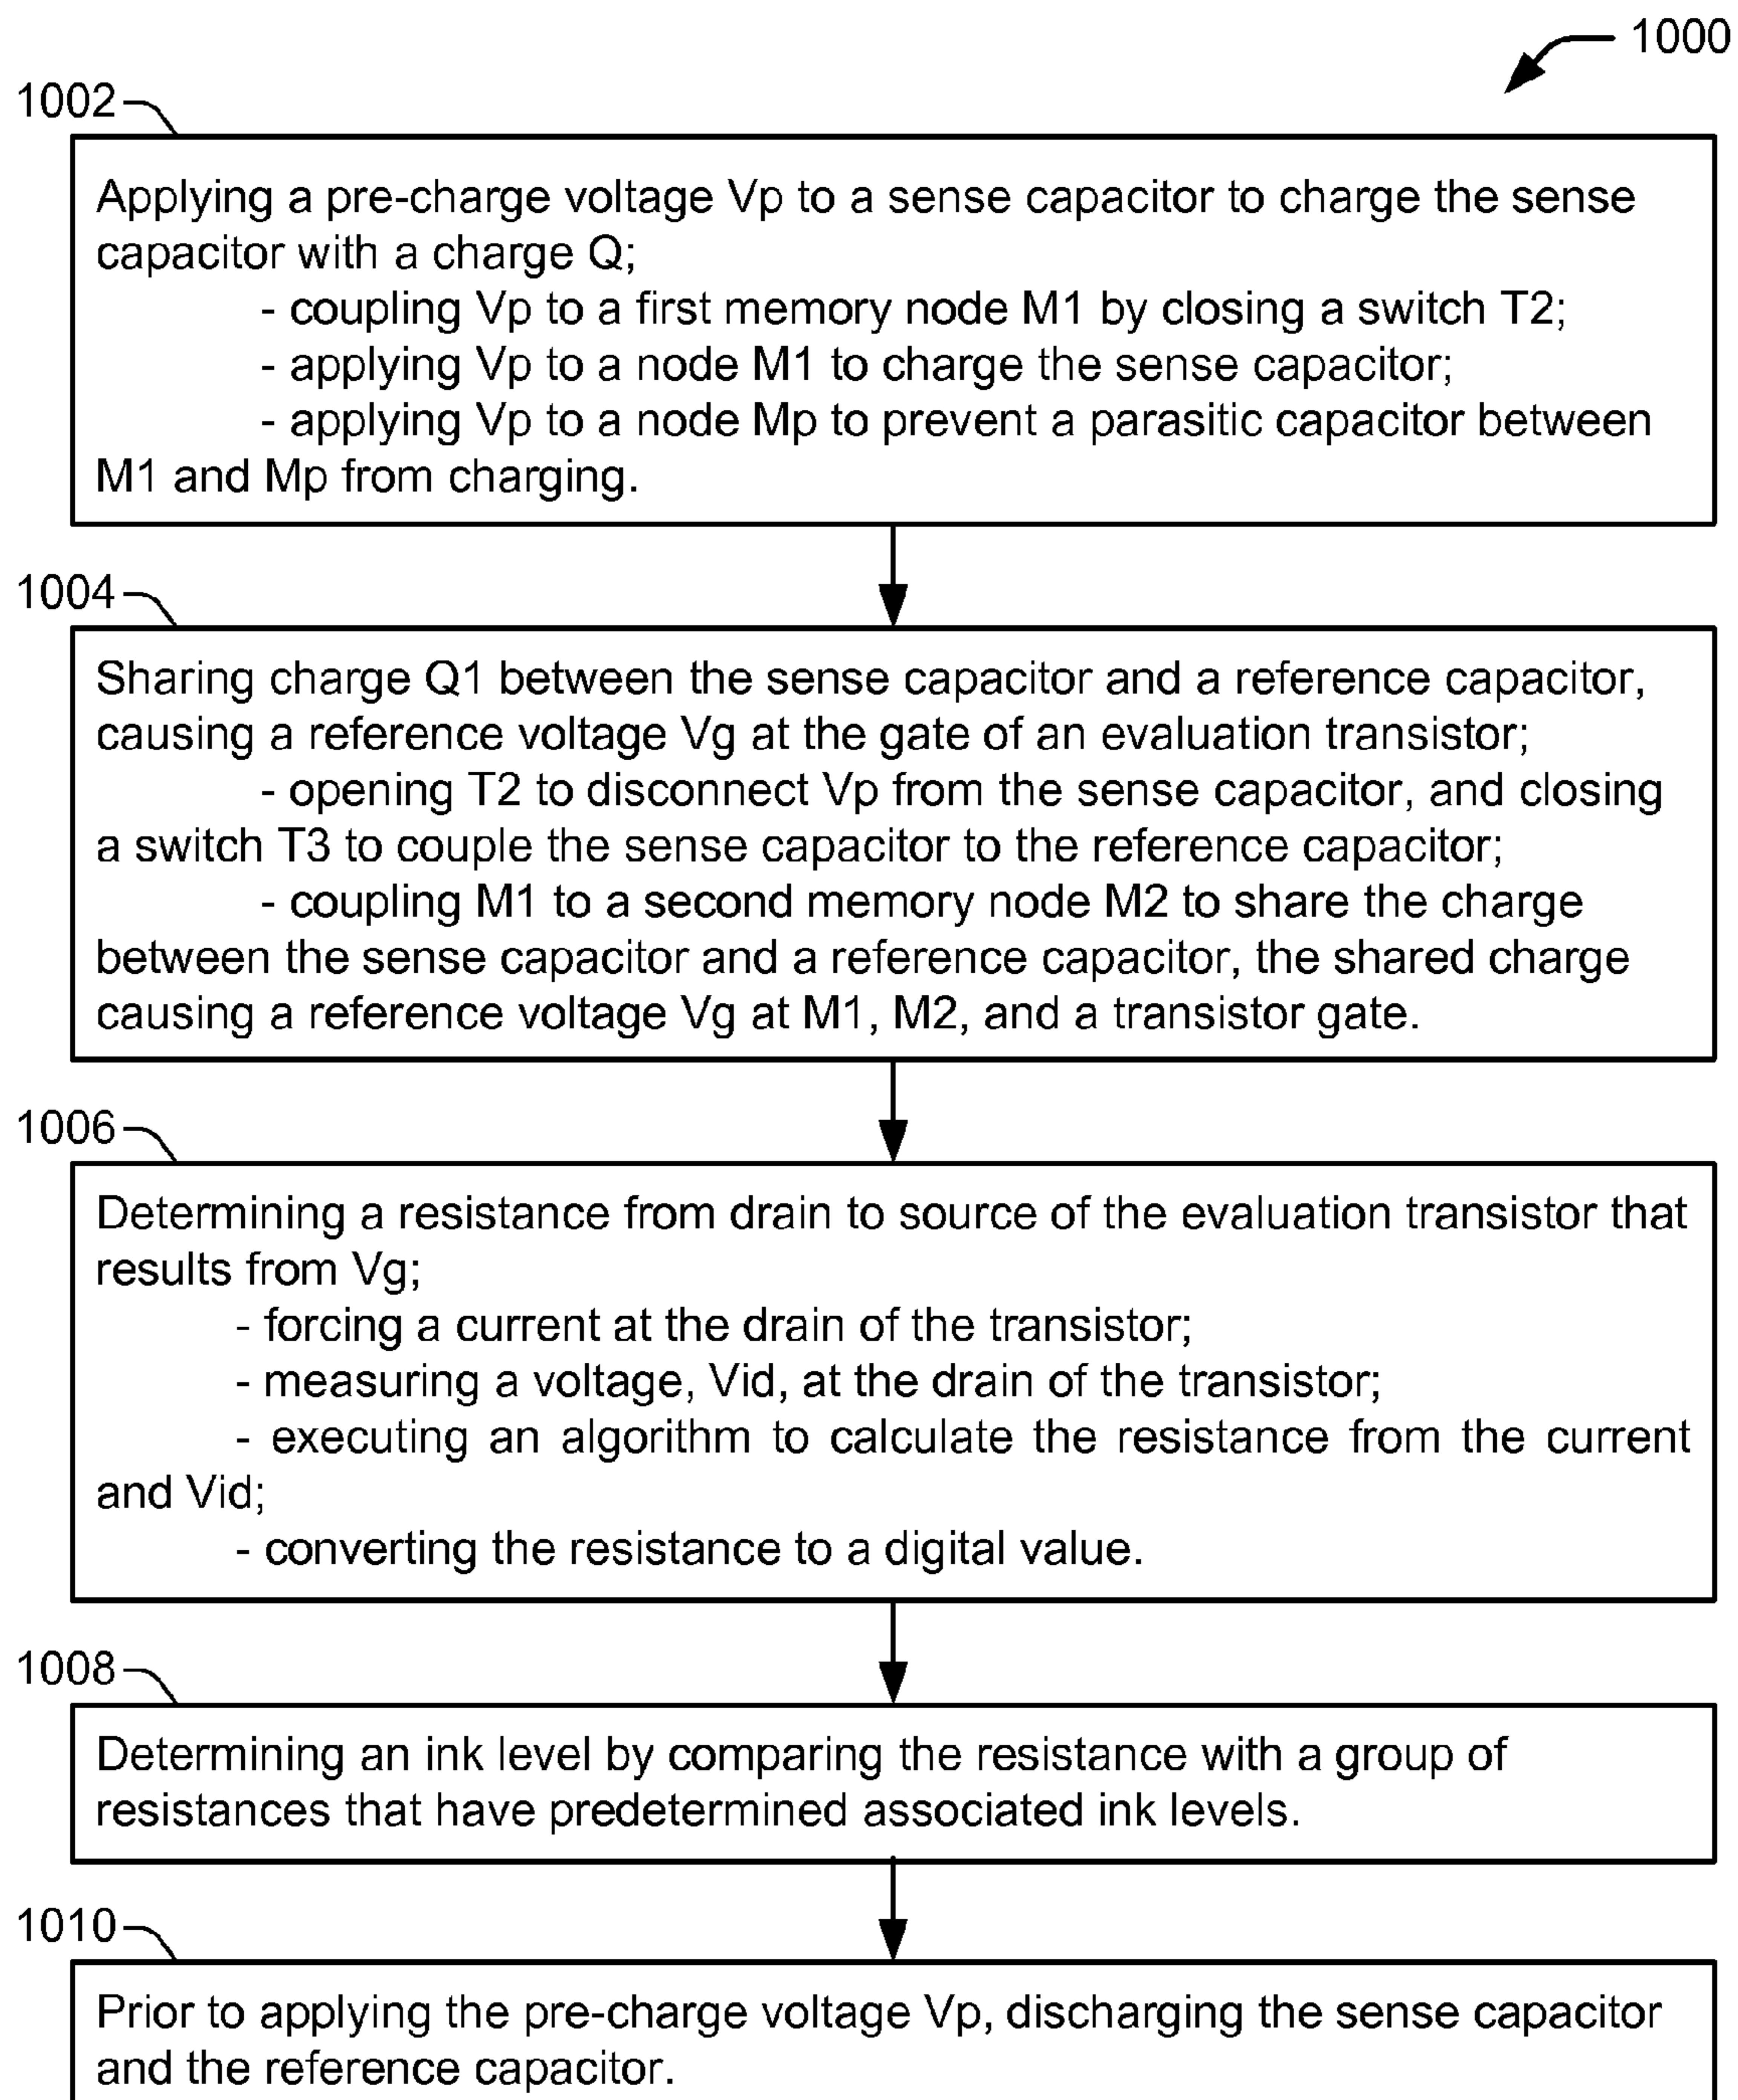 1000
1002
Applying a pre-charge voltage Vp to a sense capacitor to charge the sense
capacitor with a charge Q;
- coupling Vp to a first memory node M1 by closing a switch T2;
- applying Vp to a node M1 to charge the sense capacitor;
- applying Vp to a node Mp to prevent a parasitic capacitor between
M1 and Mp from charging.
1004
Sharing charge Q1 between the sense capacitor and a reference capacitor,
causing a reference voltage Vg at the gate of an evaluation transistor;
- opening T2 to disconnect Vp from the sense capacitor, and closing
a switch T3 to couple the sense capacitor to the reference capacitor;
- coupling M1 to a second memory node M2 to share the charge
between the sense capacitor and a reference capacitor, the shared charge
causing a reference voltage Vg at M1, M2, and a transistor gate.
1006
Determining a resistance from drain to source of the evaluation transistor that
results from Vg;
- forcing a current at the drain of the transistor;
- measuring a voltage, Vid, at the drain of the transistor;
- executing an algorithm to calculate the resistance from the current
and Vid;
- converting the resistance to a digital value.
1008
Determining an ink level by comparing the resistance with a group of
resistances that have predetermined associated ink levels.
1010
Prior to applying the pre-charge voltage Vp, discharging the sense capacitor
and the reference capacitor.